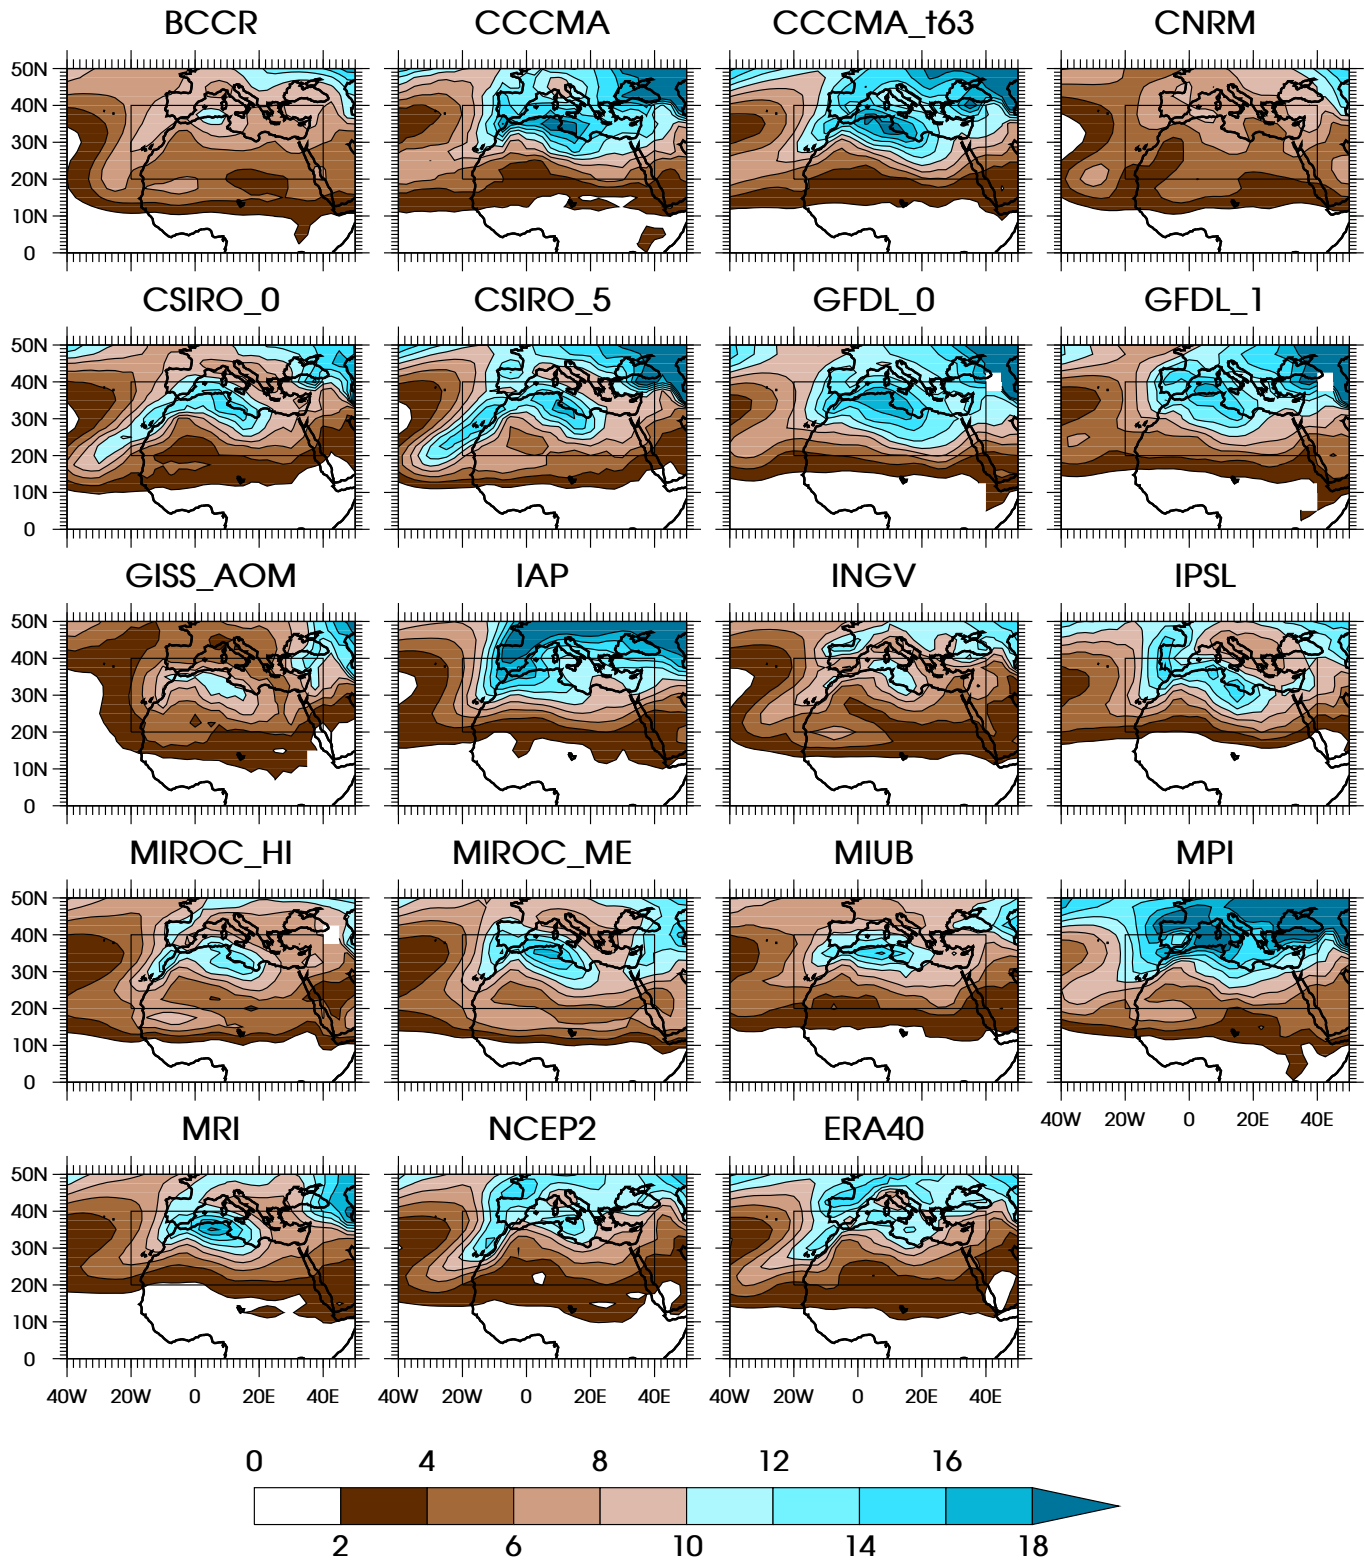 BCCR CCCMA CCCMA_t63 CNRM
50N
40N
30N
20N
10N
0
CSIRO_0 CSIRO_5 GFDL_0 GFDL_1
50N
40N
30N
20N
10N
0
GISS_AOM IAP INGV IPSL
50N
40N
30N
20N
10N
0
MIROC_HI MIROC_ME MIUB MPI
50N
40N
30N
20N
10N
0
40W 20W 0 20E 40E
MRI NCEP2 ERA40
50N
40N
30N
20N
10N
0
40W 20W 0 20E 40E 40W 20W 0 20E 40E 40W 20W 0 20E 40E
0 4 8 12 16
2 6 10 14 18